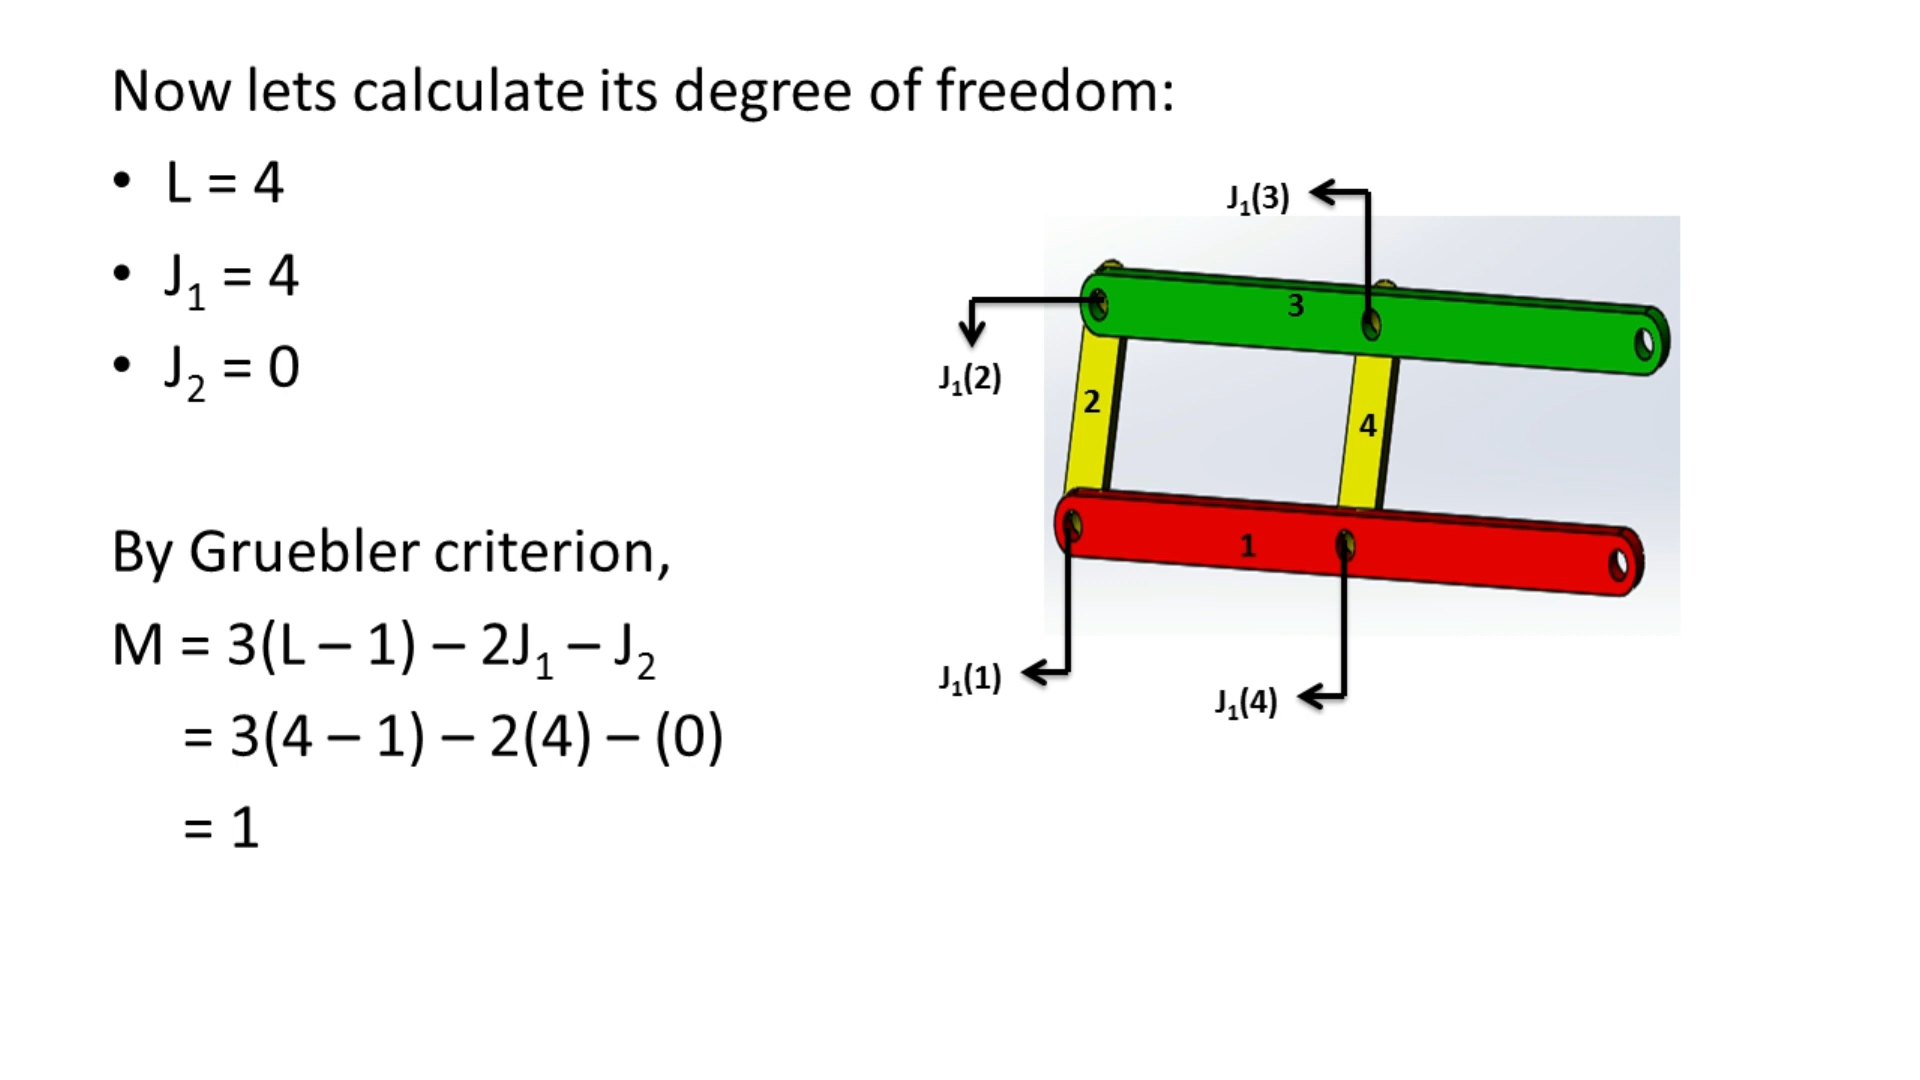 Now lets calculate its degree of freedom:
• L = 4
• J₁ = 4
• J₂ = 0
By Gruebler criterion,
M = 3(L – 1) – 2J₁ – J₂
= 3(4 – 1) – 2(4) – (0)
= 1
J₁(3)
3
J₁(2)
2
4
1
J₁(1)
J₁(4)